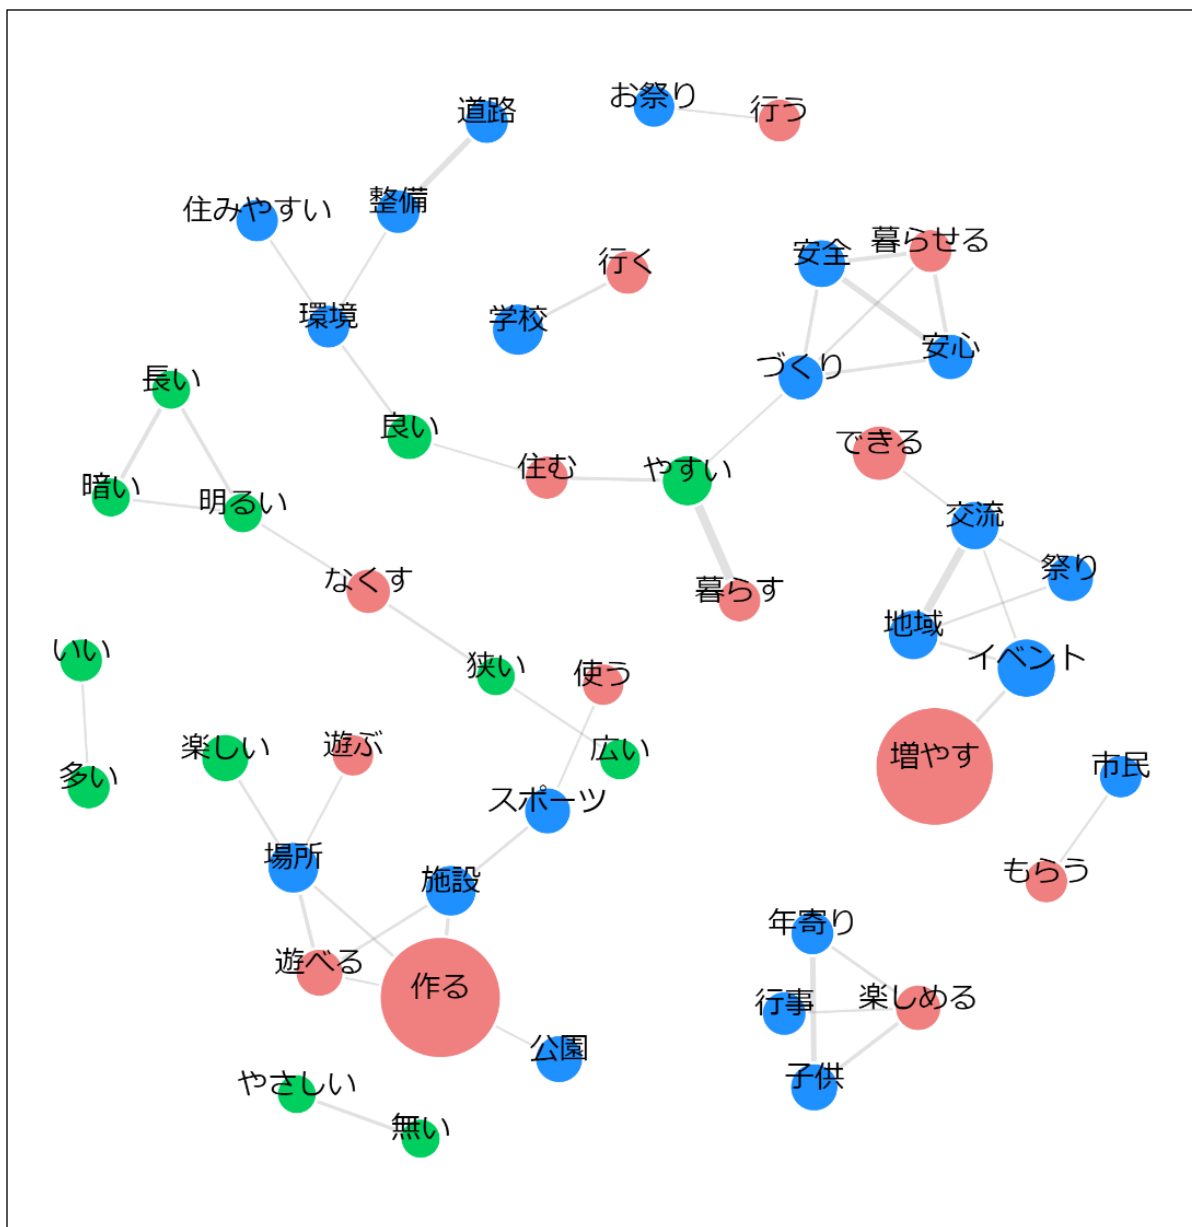 お祭り
行う
道路
整備
住みやすい
暮らせる
安全
行く
環境
学校
安心
づくり
長い
良い
できる
住む
やすい
暗い
明るい
交流
祭り
なくす
暮らす
地域
いい
狭い
使う
イベント
楽しい
遊ぶ
広い
増やす
市民
多い
スポーツ
場所
施設
もらう
年寄り
遊べる
作る
行事
楽しめる
公園
子供
やさしい
無い